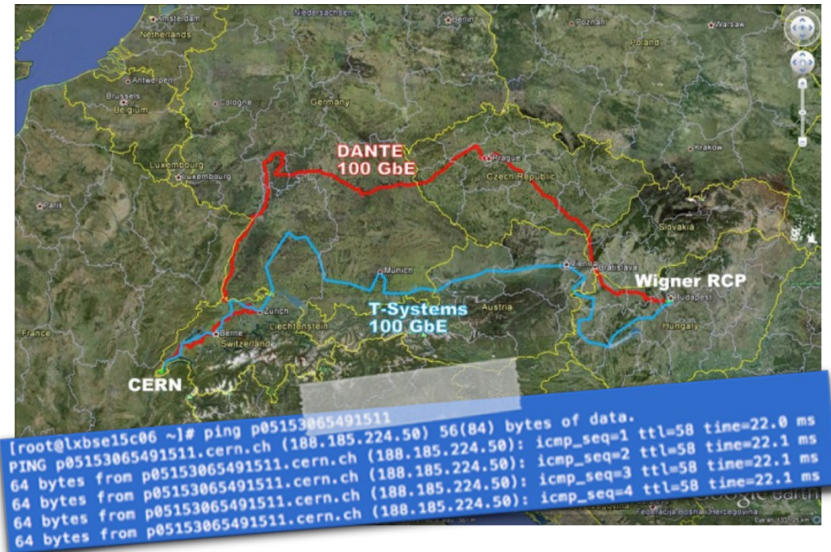 Amsterdam
Niedersachsen
Berlin
Poznan
Warsaw
Netherlands
Poland
Antwerpen
Brussels
Cologne
Belgium
Germany
DANTE
100 GbE
Prague
Krakow
Luxembourg
Luxembourg
Czech Republic
Paris
Slovakia
Munich
Bratislava
Wigner RCP
Budapest
T-Systems
100 GbE
Zurich
Austria
Liechtenstein
Hungary
France
Berne
Switzerland
CERN
[root@lxbse15c06 ~]# ping p05153065491511
PING p05153065491511.cern.ch (188.185.224.50) 56(84) bytes of data.
64 bytes from p05153065491511.cern.ch (188.185.224.50): icmp_seq=1 ttl=58 time=22.0 ms
64 bytes from p05153065491511.cern.ch (188.185.224.50): icmp_seq=2 ttl=58 time=22.1 ms
64 bytes from p05153065491511.cern.ch (188.185.224.50): icmp_seq=3 ttl=58 time=22.1 ms
64 bytes from p05153065491511.cern.ch (188.185.224.50): icmp_seq=4 ttl=58 time=22.1 ms
Google earth